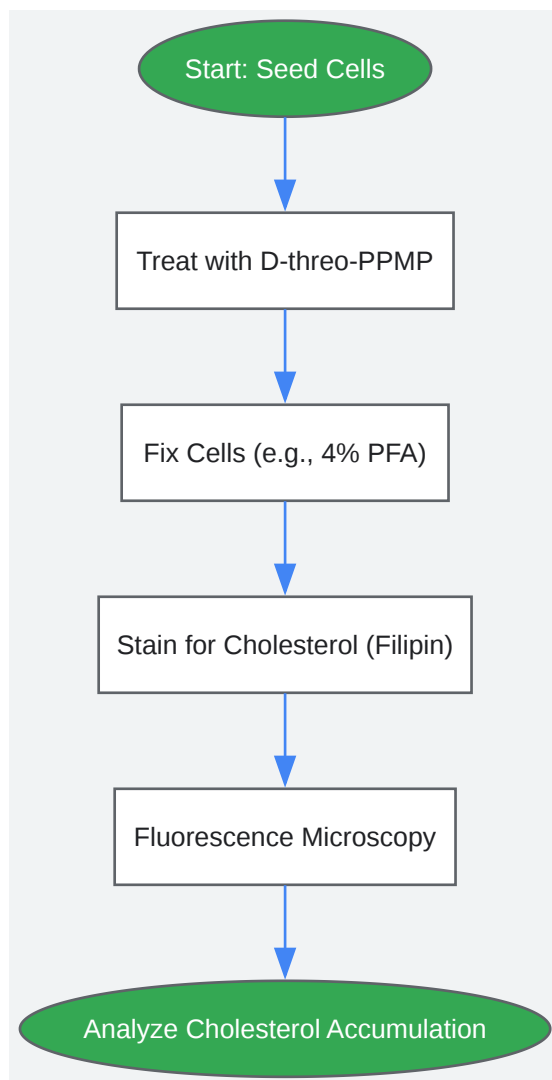 Start: Seed Cells
Treat with D-threo-PPMP
Fix Cells (e.g., 4% PFA)
Stain for Cholesterol (Filipin)
Fluorescence Microscopy
Analyze Cholesterol Accumulation